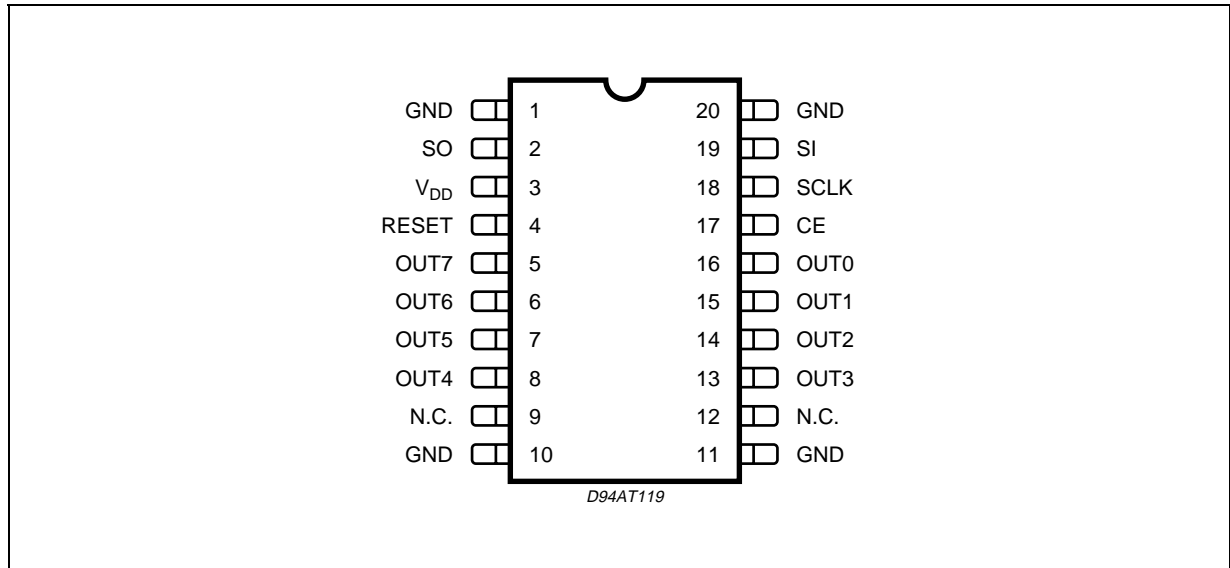 GND 1 20 GND
SO 2 19 SI
VDD 3 18 SCLK
RESET 4 17 CE
OUT7 5 16 OUT0
OUT6 6 15 OUT1
OUT5 7 14 OUT2
OUT4 8 13 OUT3
N.C. 9 12 N.C.
GND 10 11 GND
D94AT119